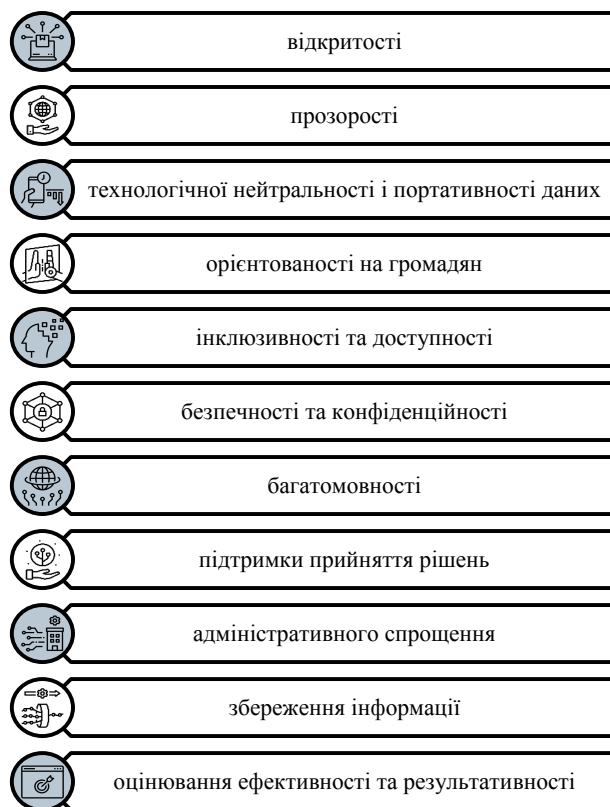 відкритості
прозорості
технологічної нейтральності і портативності даних
орієнтованості на громадян
інклюзивності та доступності
безпечності та конфіденційності
багатомовності
підтримки прийняття рішень
адміністративного спрощення
збереження інформації
оцінювання ефективності та результативності